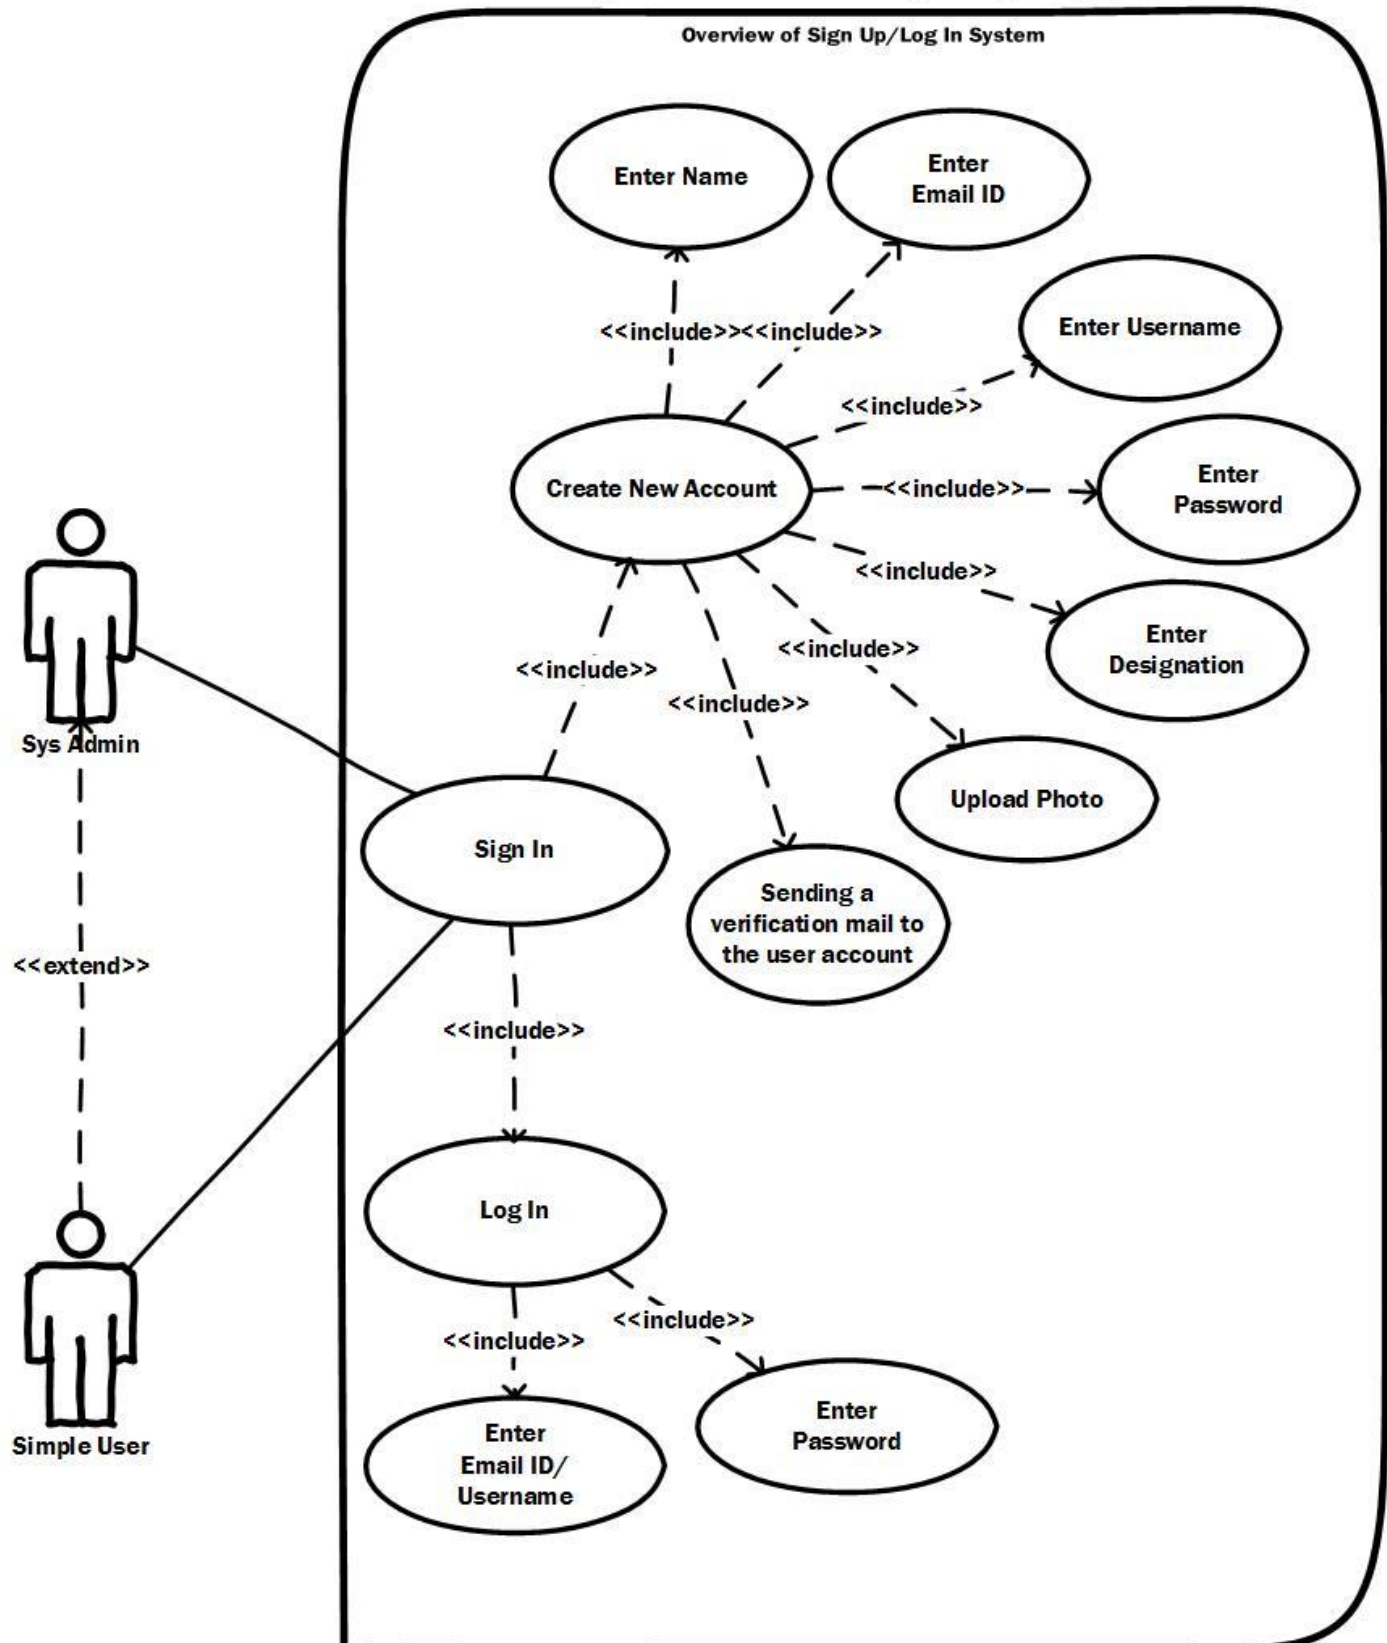 Overview of Sign Up/Log In System
Enter Name
Enter
Email ID
<<include>>
<<include>>
Enter Username
<<include>>
Create New Account
<<include>>
Enter
Password
<<include>>
Enter
Designation
<<include>>
<<include>>
<<include>>
Sys Admin
Upload Photo
Sign In
Sending a
verification mail to
the user account
<<extend>>
<<include>>
Log In
<<include>>
<<include>>
Enter
Password
Enter
Email ID/
Username
Simple User